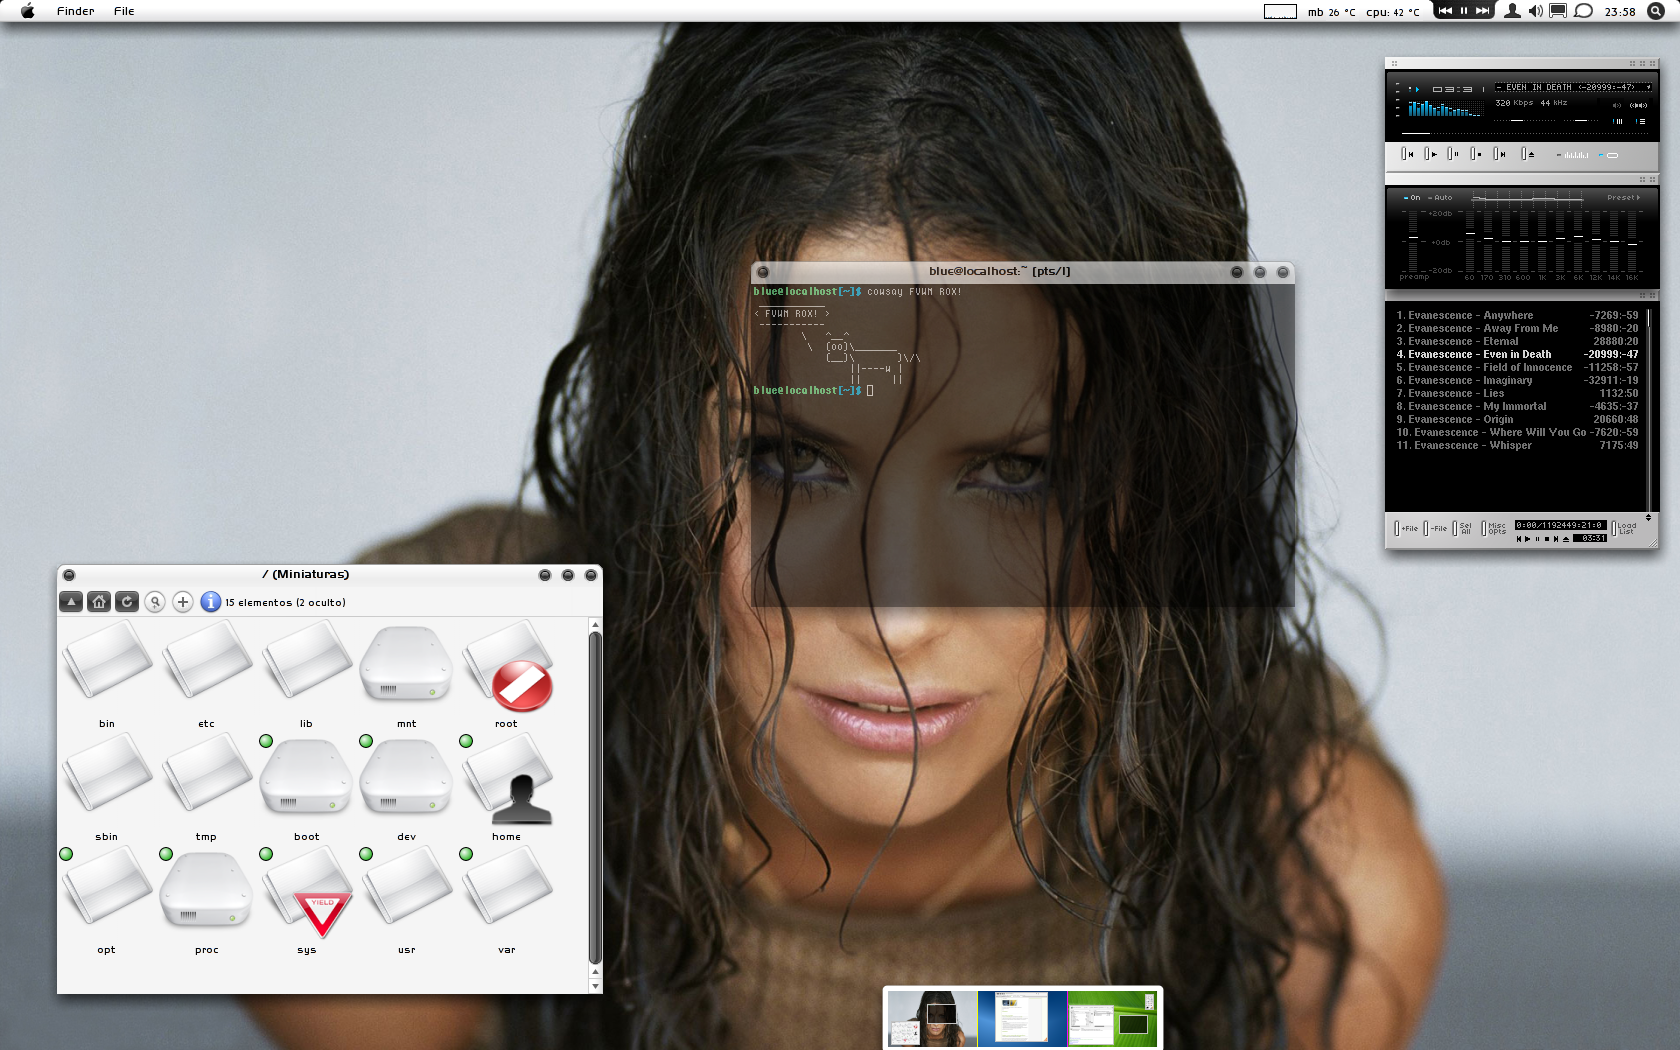 Finder File
mb 26 °C cpu: 42 °C 23:58
EVEN IN DEATH (-20999:-47)
320 Kbps 44 kHz
On Auto Presets
+20db
+0db
-20db
preamp 60 170 310 600 1K 3K 6K 12K 14K 16K
1. Evanescence - Anywhere -7269:-59
2. Evanescence - Away From Me -8980:-20
3. Evanescence - Eternal 28880:20
4. Evanescence - Even in Death -20999:-47
5. Evanescence - Field of Innocence -11258:-57
6. Evanescence - Imaginary -32911:-19
7. Evanescence - Lies 1132:50
8. Evanescence - My Immortal -4635:-37
9. Evanescence - Origin 20660:48
10. Evanescence - Where Will You Go -7620:-59
11. Evanescence - Whisper 7175:49
+File -File Sel All Misc Opts 0:00/1192449:21:0 Load List
03:31
blue@localhost:~ [pts/1]
blue@localhost[~]$ cowsay FVWM ROX!
___________
< FVWM ROX! >
-----------
\ ^__^
\ (oo)\_______
(__)\ )\/\
||----w |
|| ||
blue@localhost[~]$
/ (Miniaturas)
15 elementos (2 oculto)
bin etc lib mnt root
sbin tmp boot dev home
YIELD
opt proc sys usr var